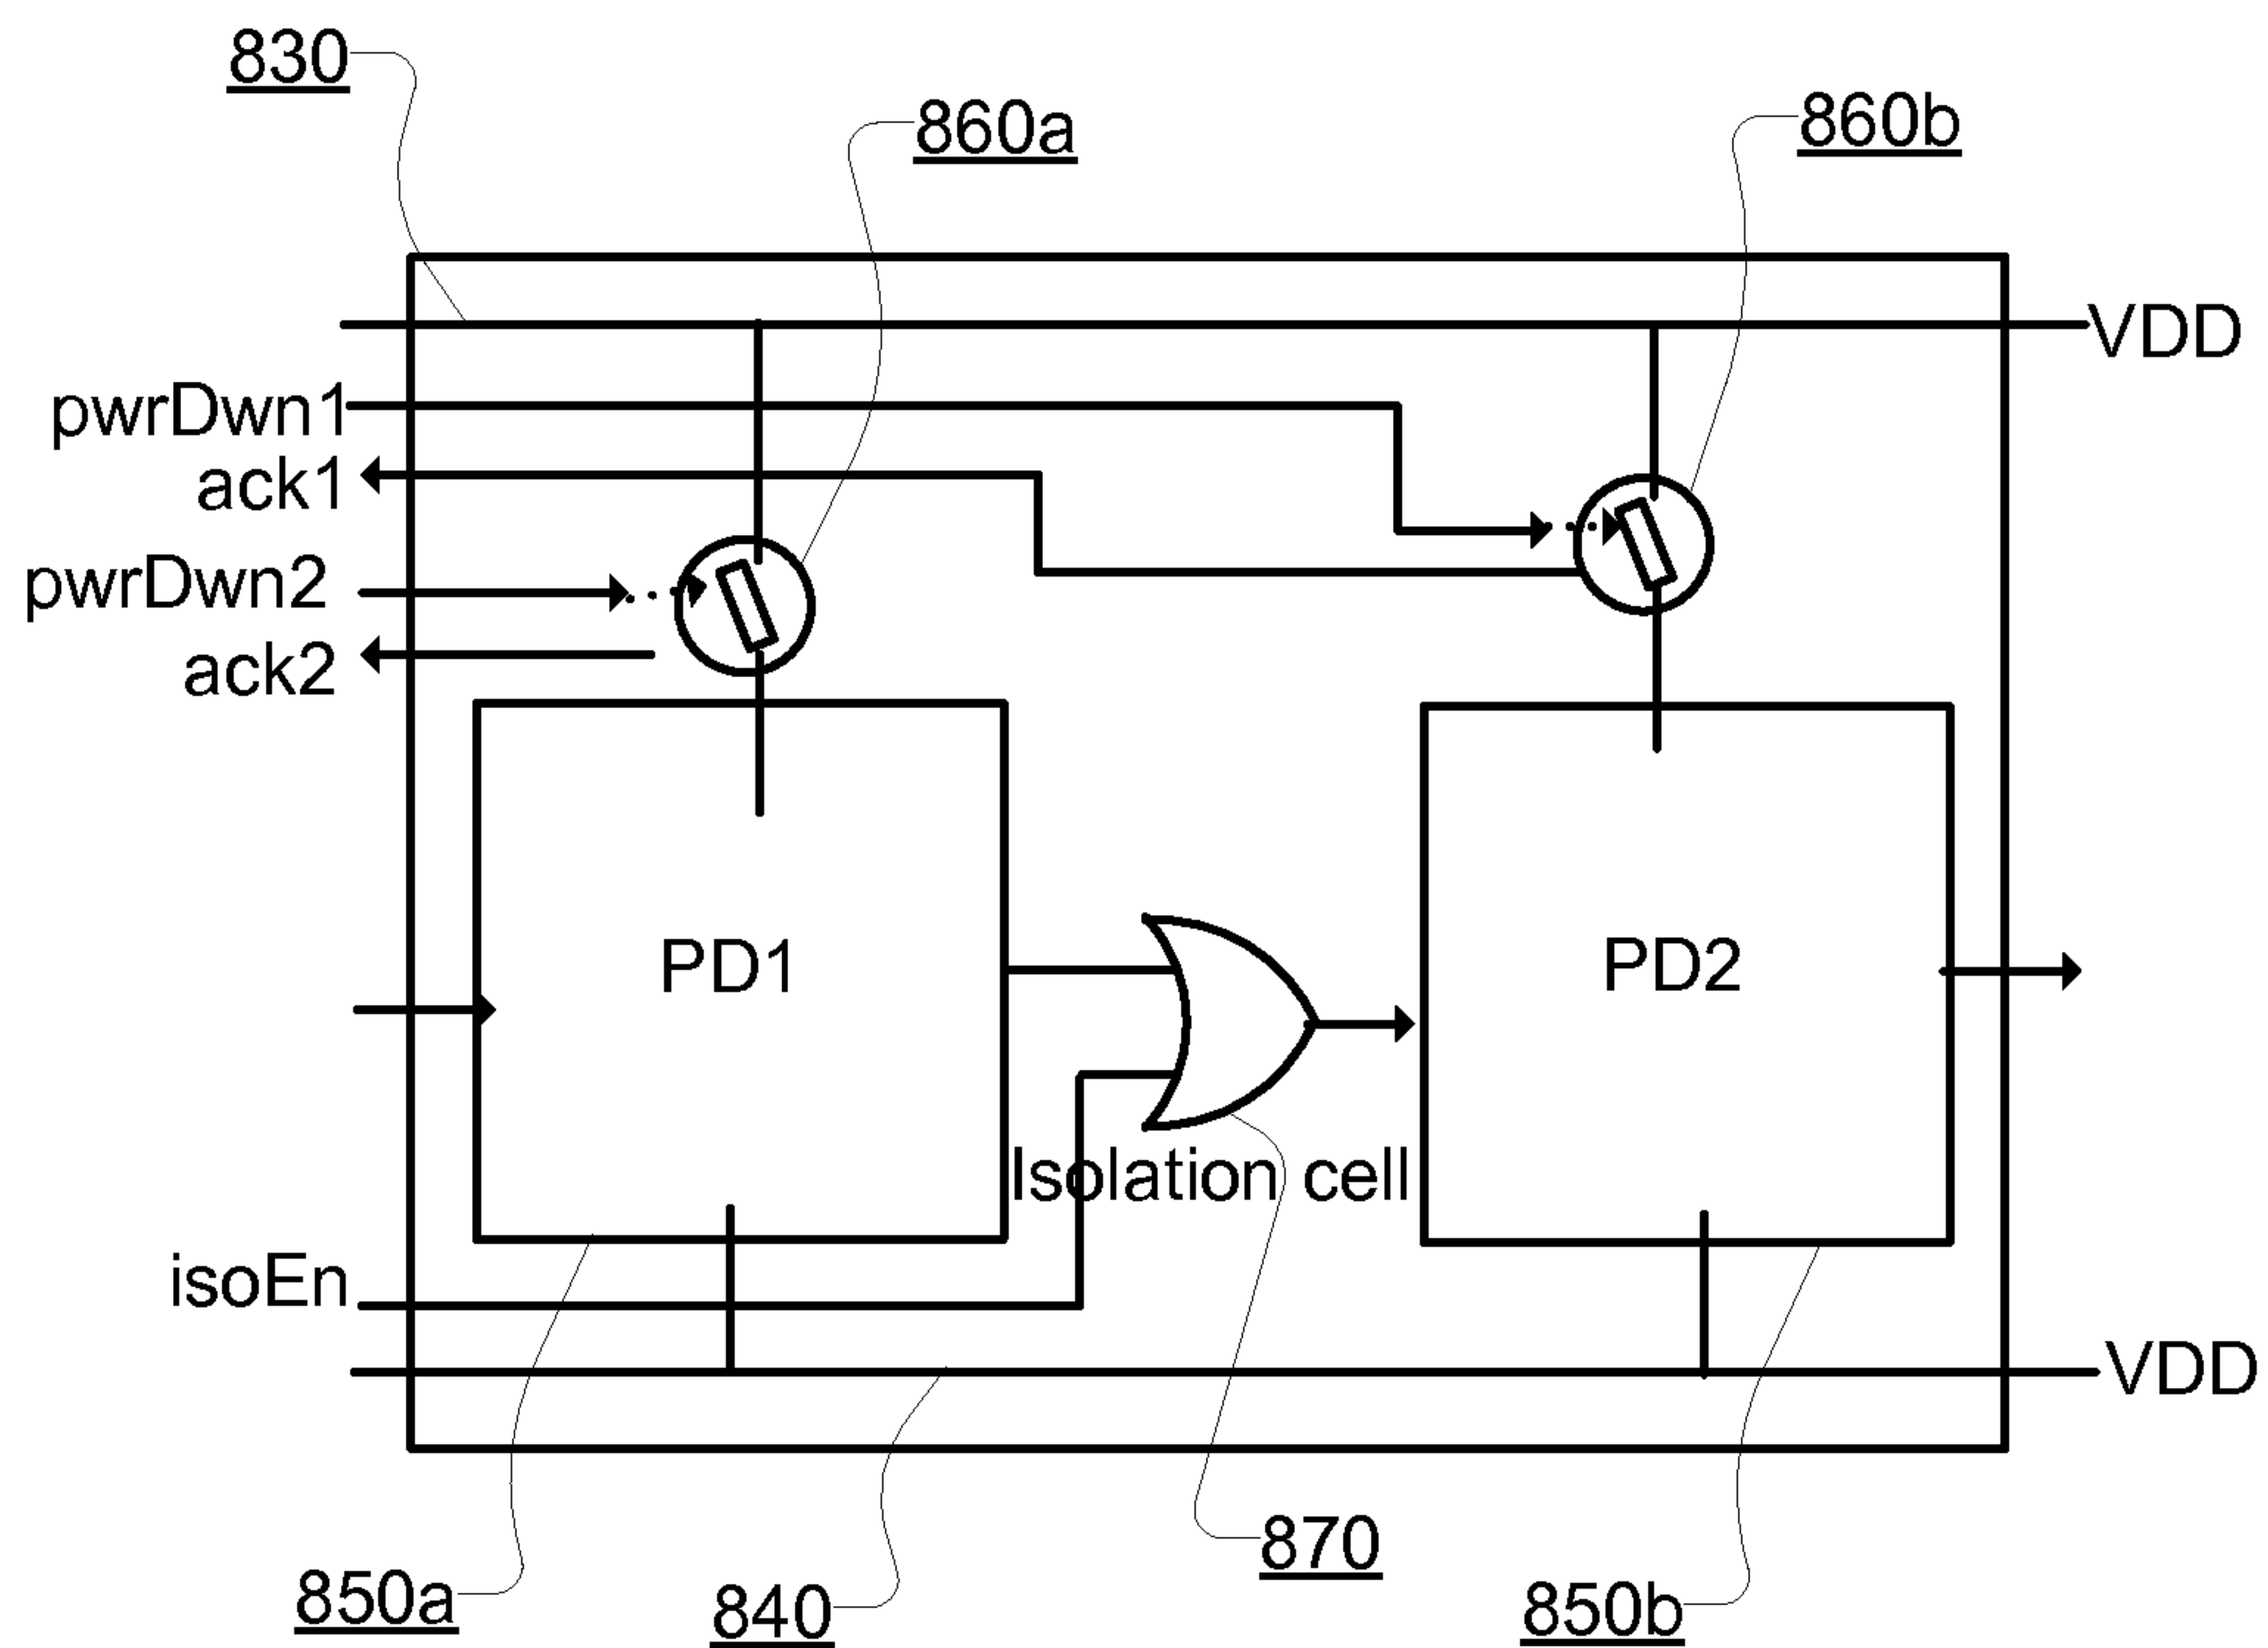 830
860a
860b
VDD
pwrDwn1
ack1
pwrDwn2
ack2
PD1
PD2
Isolation cell
isoEn
VDD
870
850a
840
850b